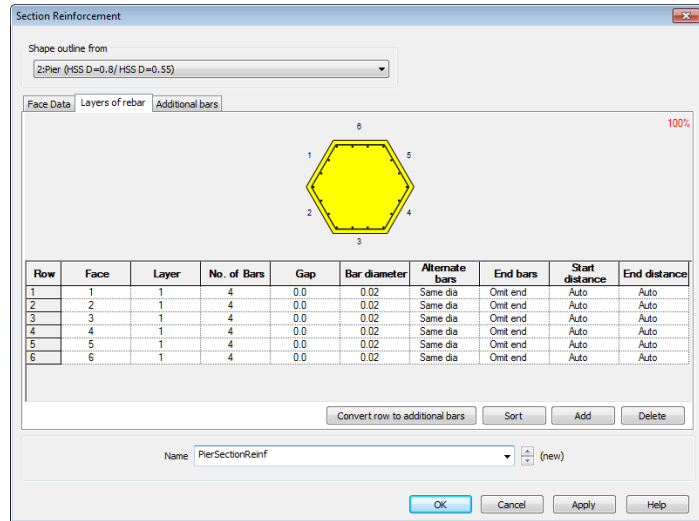 Section Reinforcement
Shape outline from
2:Pier (HSS D=0.8/ HSS D=0.55)
Face Data Layers of rebar Additional bars
100%
6
1 5
2 4
3
Row Face Layer No. of Bars Gap Bar diameter Alternate bars End bars Start distance End distance
1 1 1 4 0.0 0.02 Same dia Omit end Auto Auto
2 2 1 4 0.0 0.02 Same dia Omit end Auto Auto
3 3 1 4 0.0 0.02 Same dia Omit end Auto Auto
4 4 1 4 0.0 0.02 Same dia Omit end Auto Auto
5 5 1 4 0.0 0.02 Same dia Omit end Auto Auto
6 6 1 4 0.0 0.02 Same dia Omit end Auto Auto
Convert row to additional bars Sort Add Delete
Name PierSectionReinf (new)
OK Cancel Apply Help